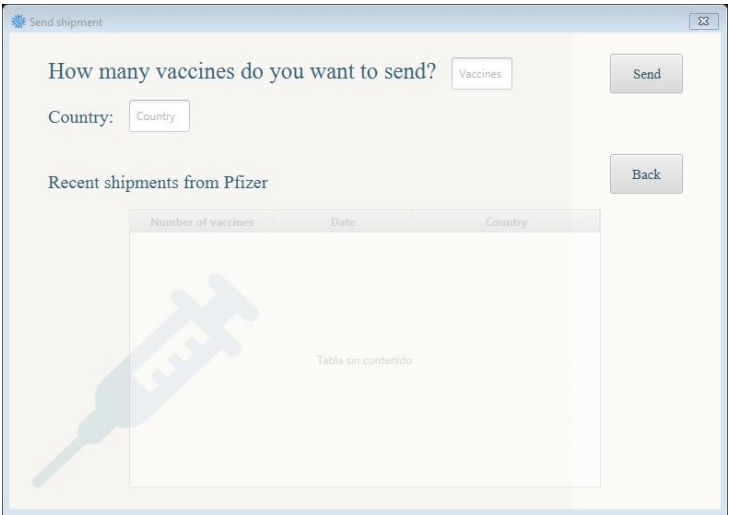 Send shipment
How many vaccines do you want to send? Vaccines Send
Country: Country
Back
Recent shipments from Pfizer
Number of vaccines Date Country
Tabla sin contenido